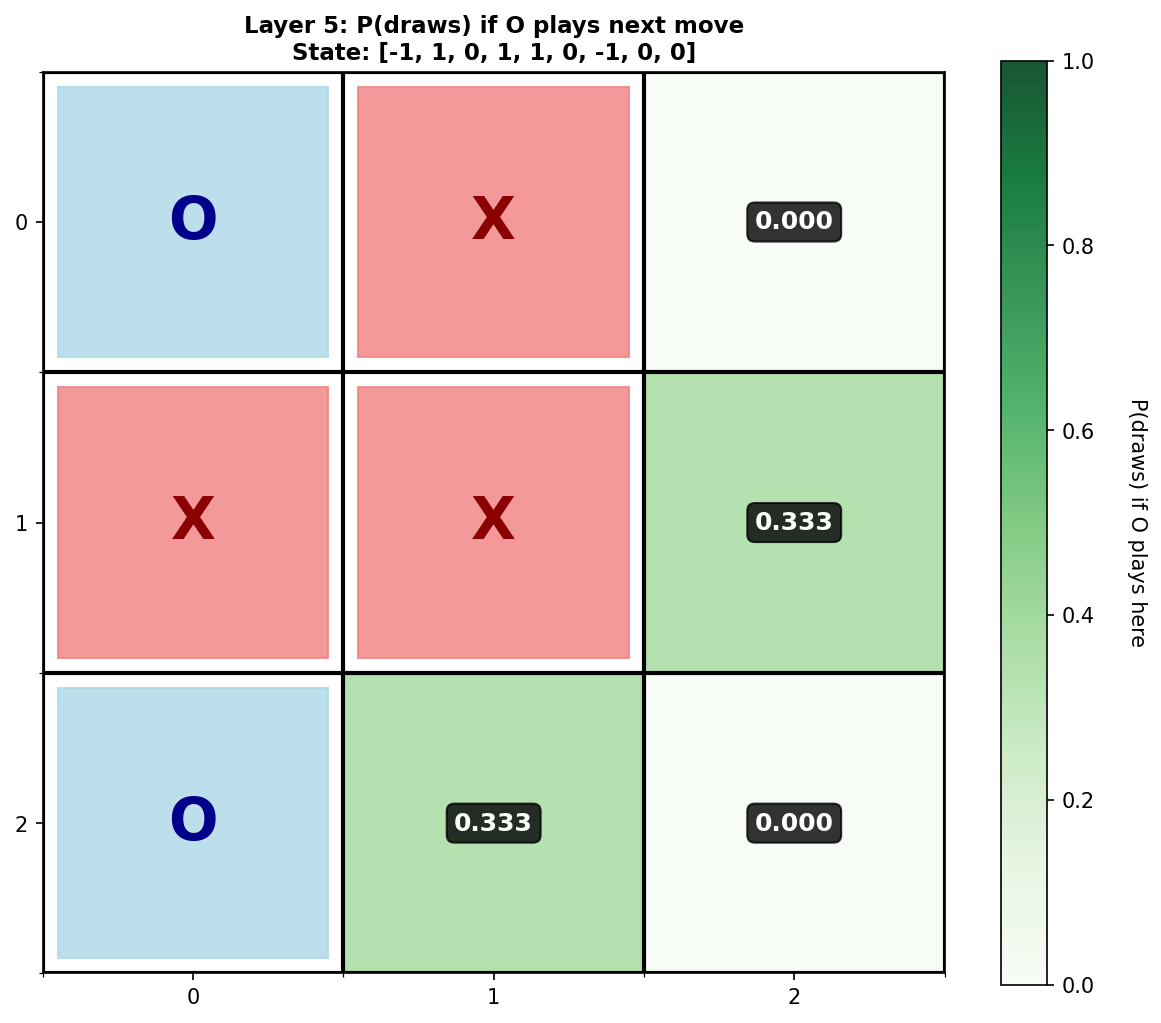 Layer 5: P(draws) if O plays next move
State: [-1, 1, 0, 1, 1, 0, -1, 0, 0]
O X 0.000
X X 0.333
O 0.333 0.000
0
1
2
0 1 2
1.0
0.8
0.6
0.4
0.2
0.0
P(draws) if O plays here